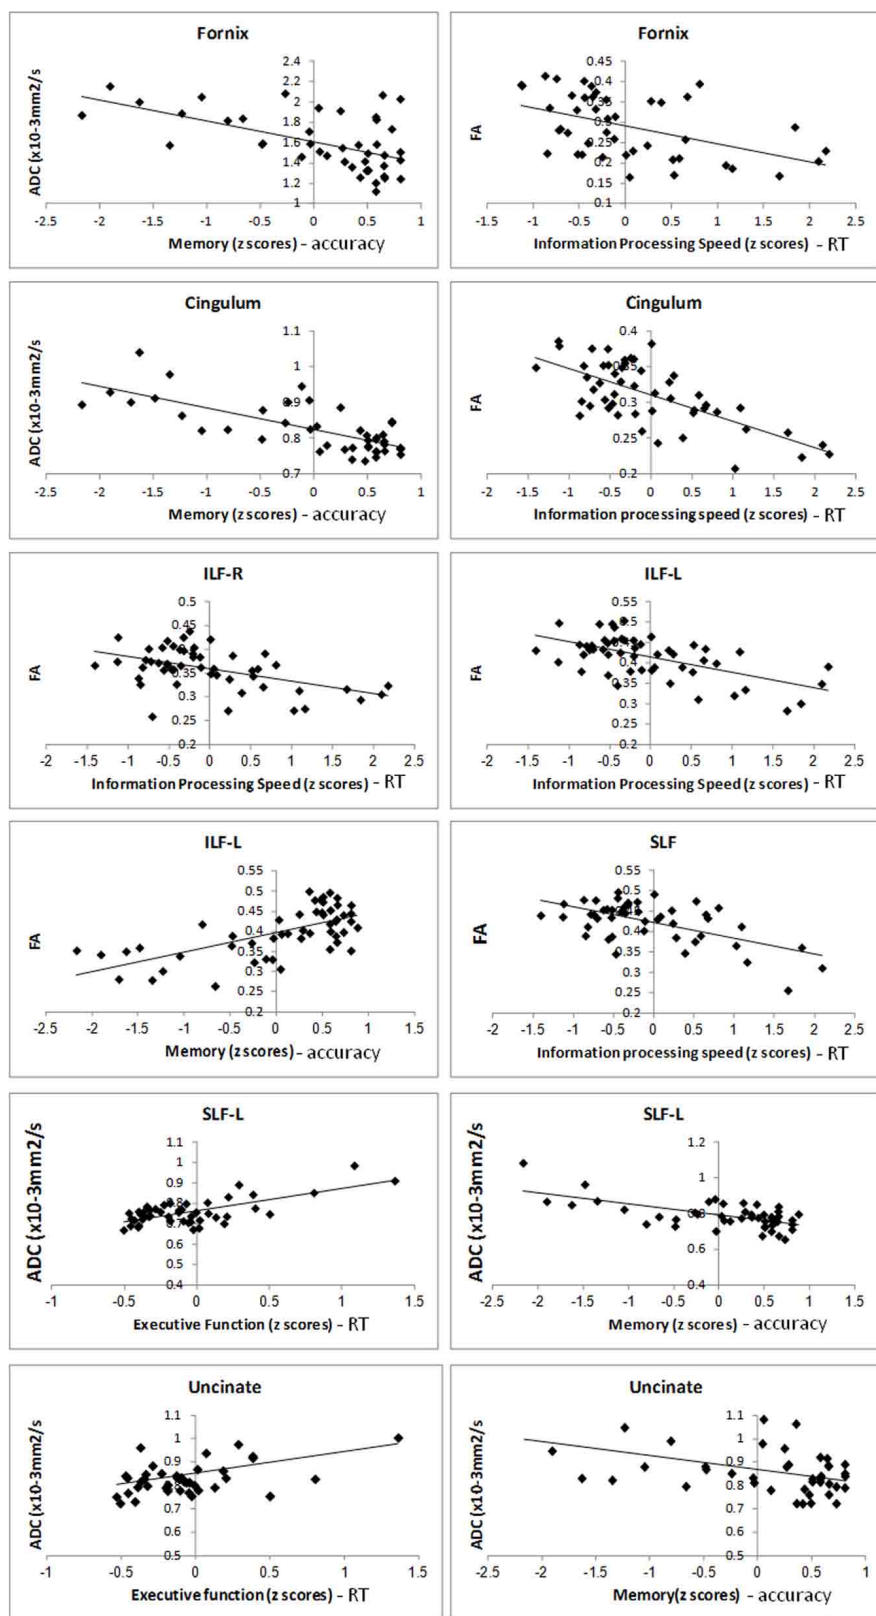 Fornix
ADC (x10-3mm2/s
2.4
2.2
2
1.8
1.6
1.4
1.2
1
-2.5 -2 -1.5 -1 -0.5 0 0.5 1
Memory (z scores) - accuracy
Fornix
FA
0.45
0.4
0.35
0.3
0.25
0.2
0.15
0.1
-1.5 -1 -0.5 0 0.5 1 1.5 2 2.5
Information Processing Speed (z scores) - RT
Cingulum
ADC (x10-3mm2/s
1.1
1
0.9
0.8
0.7
-2.5 -2 -1.5 -1 -0.5 0 0.5 1
Memory (z scores) - accuracy
Cingulum
FA
0.4
0.35
0.3
0.25
0.2
-2 -1.5 -1 -0.5 0 0.5 1 1.5 2 2.5
Information processing speed (z scores) - RT
ILF-R
FA
0.5
0.45
0.4
0.35
0.3
0.25
0.2
-2 -1.5 -1 -0.5 0 0.5 1 1.5 2 2.5
Information Processing Speed (z scores) - RT
ILF-L
FA
0.55
0.5
0.45
0.4
0.35
0.3
0.25
0.2
-2 -1.5 -1 -0.5 0 0.5 1 1.5 2 2.5
Information Processing Speed (z scores) - RT
ILF-L
FA
0.55
0.5
0.45
0.4
0.35
0.3
0.25
0.2
-2.5 -2 -1.5 -1 -0.5 0 0.5 1 1.5
Memory (z scores) - accuracy
SLF
FA
0.55
0.5
0.45
0.4
0.35
0.3
0.25
0.2
-2 -1.5 -1 -0.5 0 0.5 1 1.5 2 2.5
Information processing speed (z scores) - RT
SLF-L
ADC (x10-3mm2/s
1.1
1
0.9
0.8
0.7
0.6
0.5
0.4
-1 -0.5 0 0.5 1 1.5
Executive Function (z scores) - RT
SLF-L
ADC (x10-3mm2/s
1.2
1
0.8
0.6
0.4
-2.5 -2 -1.5 -1 -0.5 0 0.5 1 1.5
Memory (z scores) - accuracy
Uncinate
ADC (x10-3mm2/s
1.1
1
0.9
0.8
0.7
0.6
0.5
-1 -0.5 0 0.5 1 1.5
Executive function (z scores) - RT
Uncinate
ADC (x10-3mm2/s
1.1
1
0.9
0.8
0.7
0.6
0.5
-2.5 -2 -1.5 -1 -0.5 0 0.5 1
Memory(z scores) - accuracy